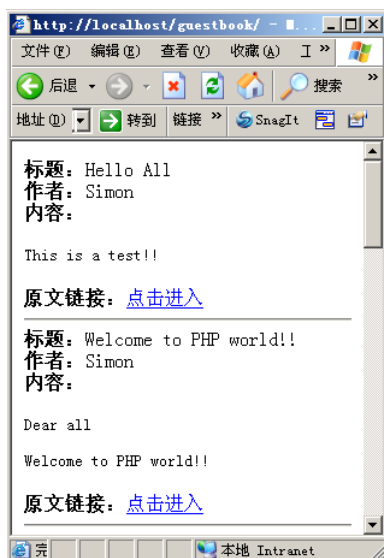 http://localhost/guestbook/ -
文件(F) 编辑(E) 查看(V) 收藏(A) »
后退 搜索 »
地址(D) 转到 链接 » SnagIt
标题：Hello All
作者：Simon
内容：
This is a test!!
原文链接：点击进入
标题：Welcome to PHP world!!
作者：Simon
内容：
Dear all
Welcome to PHP world!!
原文链接：点击进入
完 本地 Intranet